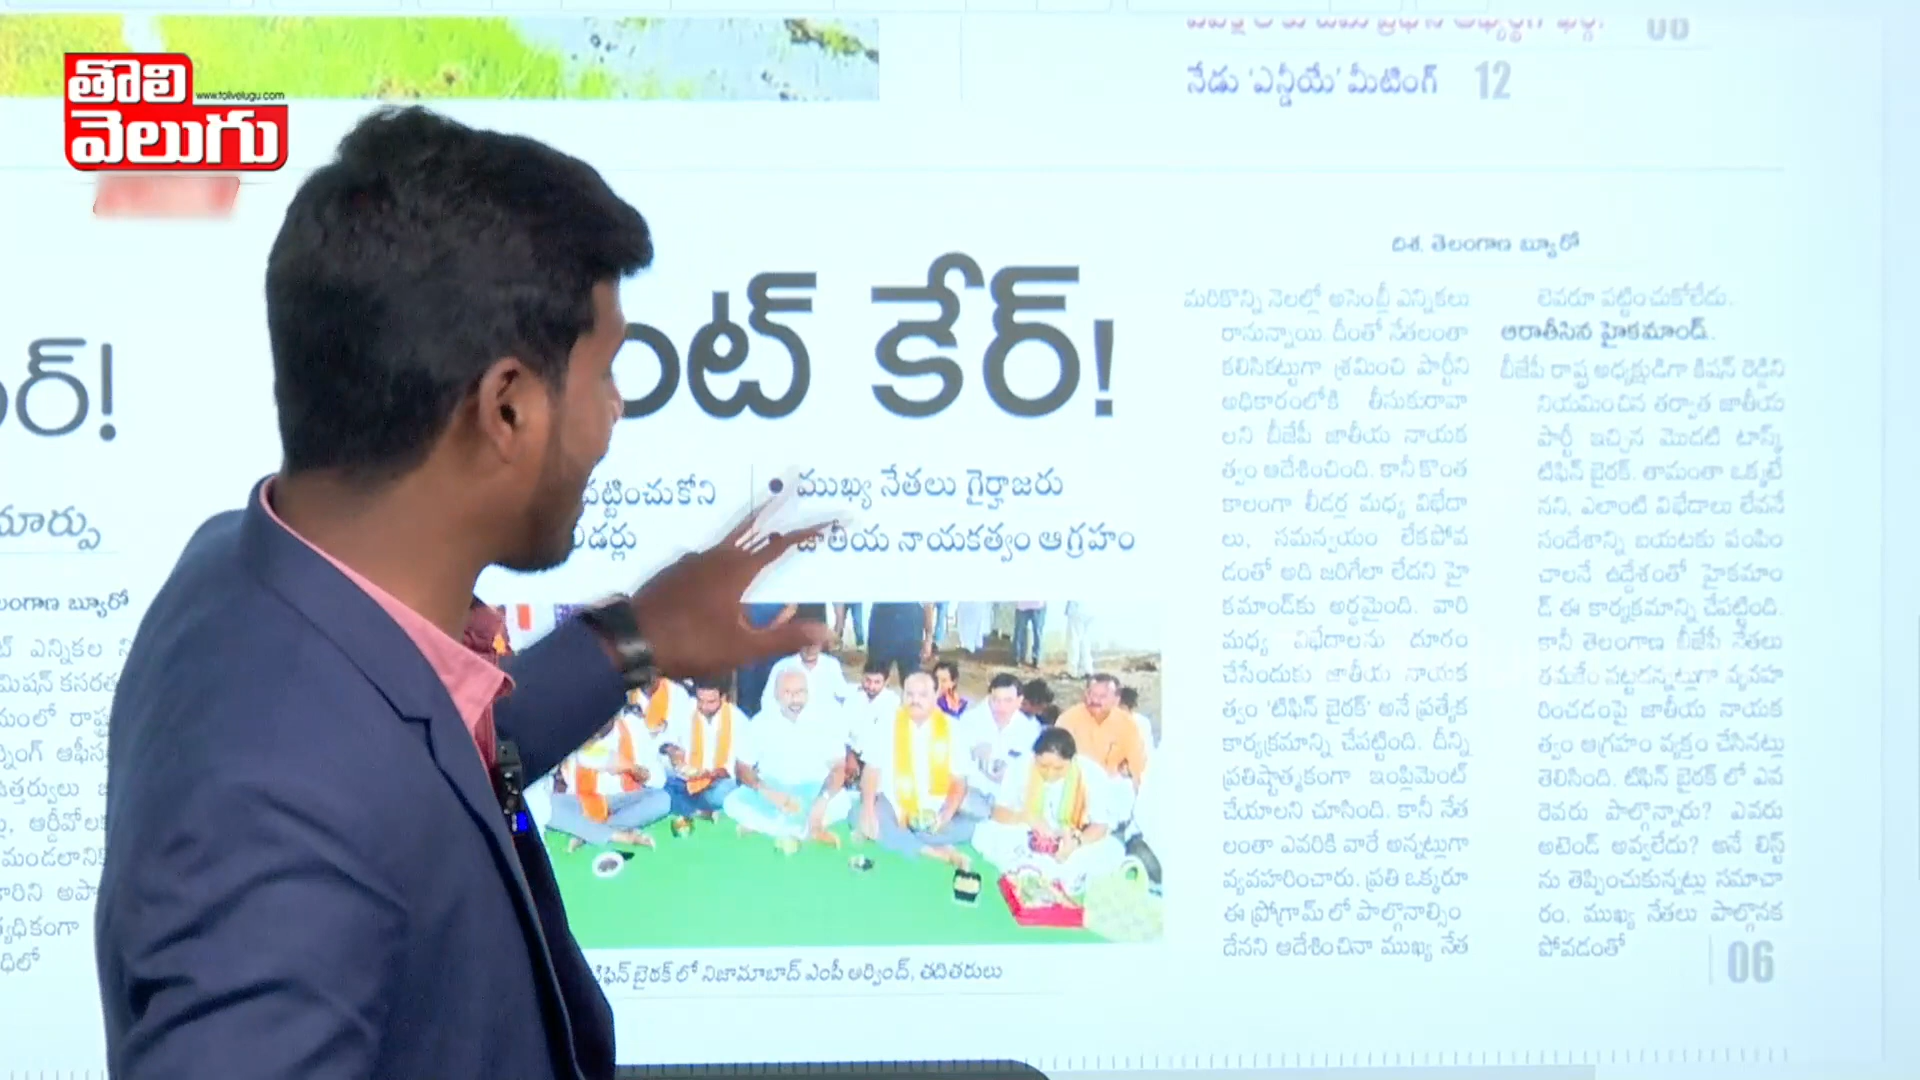 తొలి
www.tolivelugu.com
వెలుగు
నేడు 'ఎన్డీయే' మీటింగ్ 12
ర్!
మార్పు
లంగాణ బ్యూరో
ట్ ఎన్నికల
మిషన్ కసరత్తు
ంట్ కేర్!
పట్టించుకోని
లీడర్లు
• ముఖ్య నేతలు గైర్హాజరు
జాతీయ నాయకత్వం ఆగ్రహం
టిఫిన్ బైఠక్ లో నిజామాబాద్ ఎంపీ అర్వింద్, తదితరులు
దిశ, తెలంగాణ బ్యూరో
మరికొన్ని నెలల్లో అసెంబ్లీ ఎన్నికలు
రానున్నాయి. దీంతో నేతలంతా
కలిసికట్టుగా శ్రమించి పార్టీని
అధికారంలోకి తీసుకురావా
లని బీజేపీ జాతీయ నాయక
త్వం ఆదేశించింది. కానీ కొంత
కాలంగా లీడర్ల మధ్య విభేదా
లు, సమన్వయం లేకపోవ
డంతో అది జరిగేలా లేదని హై
కమాండ్‌కు అర్థమైంది. వారి
మధ్య విభేదాలను దూరం
చేసేందుకు జాతీయ నాయక
త్వం 'టిఫిన్ బైఠక్' అనే ప్రత్యేక
కార్యక్రమాన్ని చేపట్టింది. దీన్ని
ప్రతిష్టాత్మకంగా ఇంప్లిమెంట్
చేయాలని చూసింది. కానీ నేత
లంతా ఎవరికి వారే అన్నట్లుగా
వ్యవహరించారు. ప్రతి ఒక్కరూ
ఈ ప్రోగ్రామ్ లో పాల్గొనాల్సిం
దేనని ఆదేశించినా ముఖ్య నేత
లెవరూ పట్టించుకోలేదు.
ఆరాతీసిన హైకమాండ్..
బీజేపీ రాష్ట్ర అధ్యక్షుడిగా కిషన్ రెడ్డిని
నియమించిన తర్వాత జాతీయ
పార్టీ ఇచ్చిన మొదటి టాస్క్
టిఫిన్ బైఠక్. తామంతా ఒక్కటే
నని, ఎలాంటి విభేదాలు లేవనే
సందేశాన్ని బయటకు పంపిం
చాలనే ఉద్దేశంతో హైకమాం
డ్ ఈ కార్యక్రమాన్ని చేపట్టింది.
కానీ తెలంగాణ బీజేపీ నేతలు
తమకేం పట్టదన్నట్లుగా వ్యవహ
రించడంపై జాతీయ నాయక
త్వం ఆగ్రహం వ్యక్తం చేసినట్లు
తెలిసింది. టిఫిన్ బైఠక్ లో ఎవ
రెవరు పాల్గొన్నారు? ఎవరు
అటెండ్ అవ్వలేదు? అనే లిస్ట్
ను తెప్పించుకున్నట్లు సమాచా
రం. ముఖ్య నేతలు పాల్గొనక
పోవడంతో 06